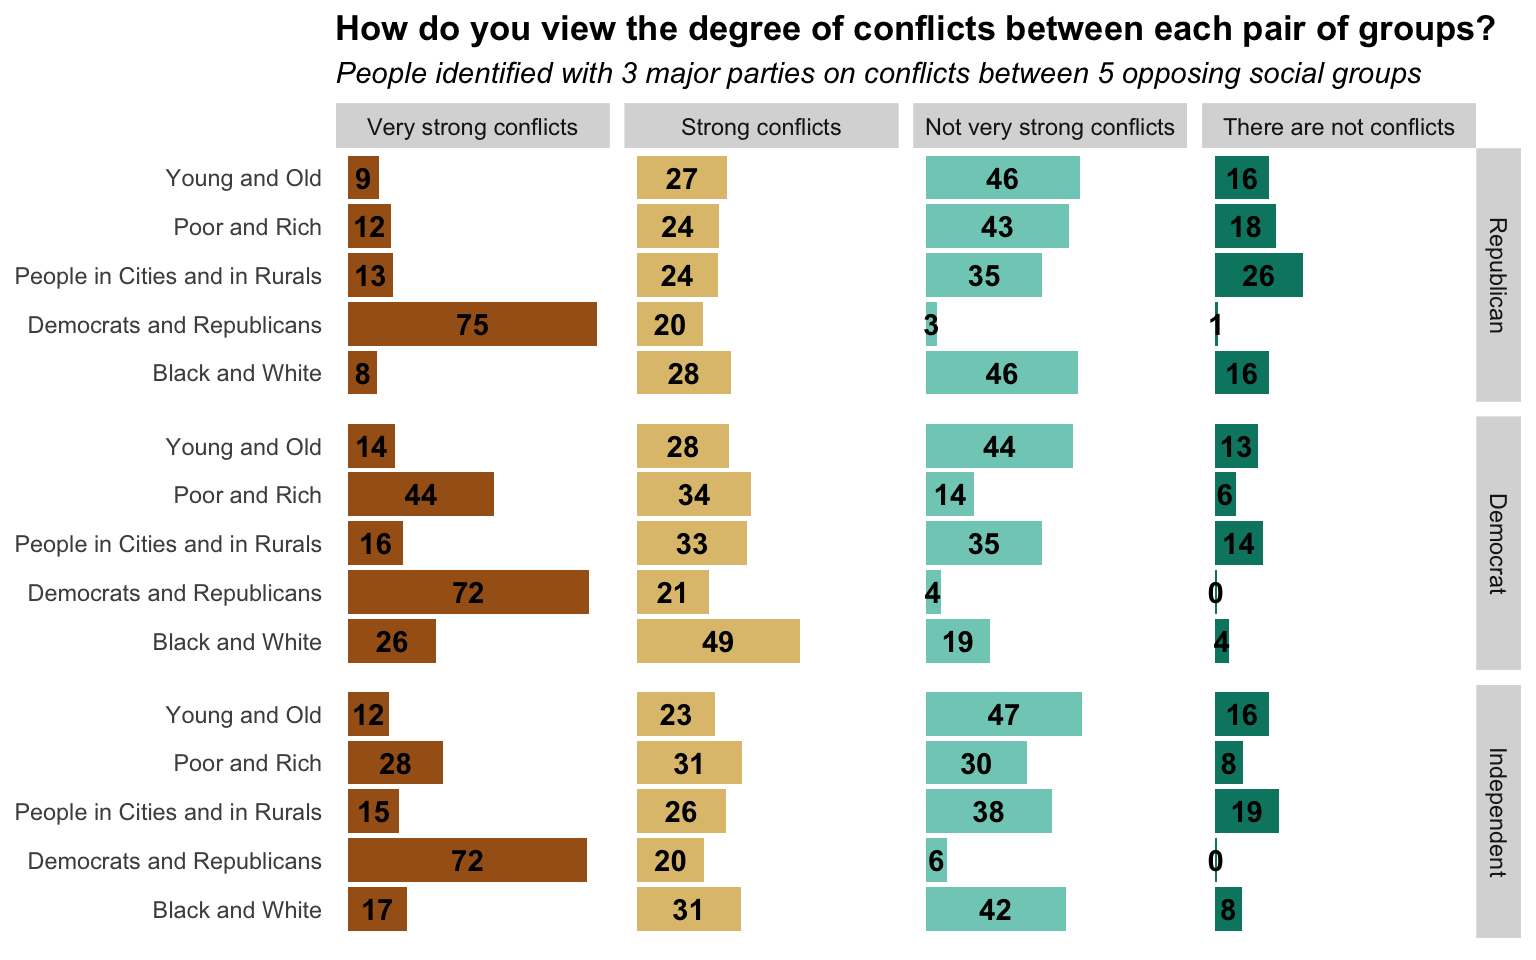 How do you view the degree of conflicts between each pair of groups?
People identified with 3 major parties on conflicts between 5 opposing social groups
Very strong conflicts Strong conflicts Not very strong conflicts There are not conflicts
Republican
Young and Old 9 27 46 16
Poor and Rich 12 24 43 18
People in Cities and in Rurals 13 24 35 26
Democrats and Republicans 75 20 3 1
Black and White 8 28 46 16
Democrat
Young and Old 14 28 44 13
Poor and Rich 44 34 14 6
People in Cities and in Rurals 16 33 35 14
Democrats and Republicans 72 21 4 0
Black and White 26 49 19 4
Independent
Young and Old 12 23 47 16
Poor and Rich 28 31 30 8
People in Cities and in Rurals 15 26 38 19
Democrats and Republicans 72 20 6 0
Black and White 17 31 42 8